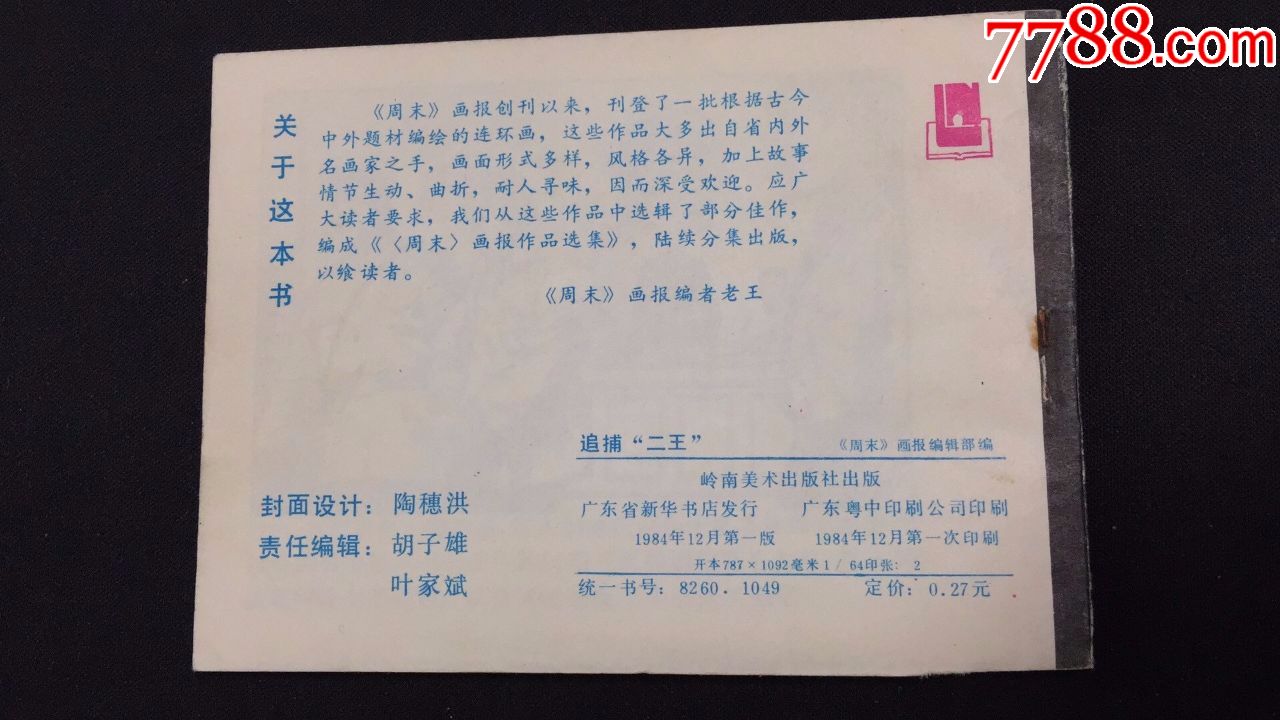 7788.com
关于这本书
《周末》画报创刊以来，刊登了一批根据古今
中外题材编绘的连环画，这些作品大多出自省内外
名画家之手，画面形式多样，风格各异，加上故事
情节生动、曲折，耐人寻味，因而深受欢迎。应广
大读者要求，我们从这些作品中选辑了部分佳作，
编成《〈周末〉画报作品选集》，陆续分集出版，
以飨读者。
《周末》画报编者老王
封面设计：陶穗洪
责任编辑：胡子雄
叶家斌
追捕“二王” 《周末》画报编辑部编
岭南美术出版社出版
广东省新华书店发行 广东粤中印刷公司印刷
1984年12月第一版 1984年12月第一次印刷
开本787×1092毫米1/64印张：2
统一书号：8260.1049 定价：0.27元